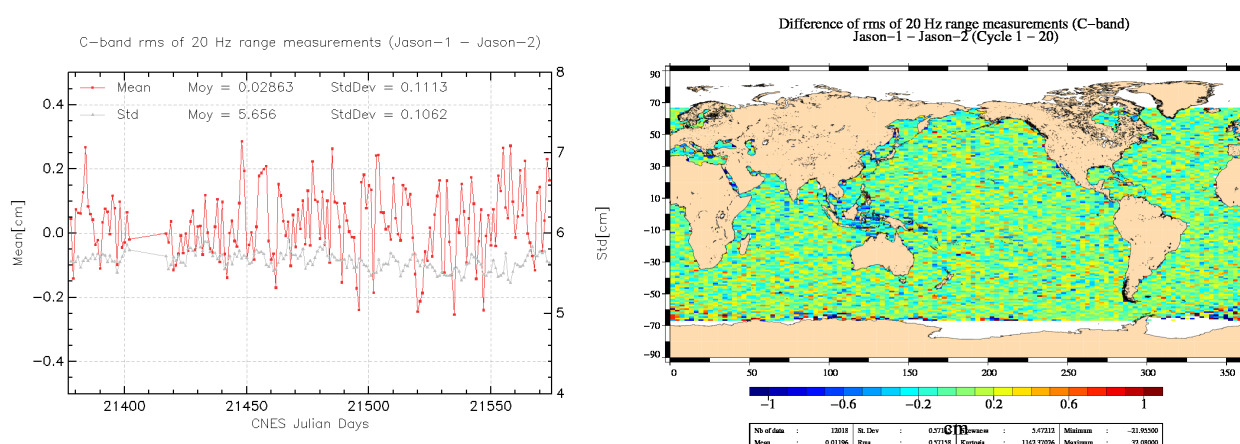 C-band rms of 20 Hz range measurements (Jason-1 - Jason-2)
Mean Moy = 0.02863 StdDev = 0.1113
Std Moy = 5.656 StdDev = 0.1062
0.4
0.2
0.0
-0.2
-0.4
Mean[cm]
8
7
6
5
4
Std[cm]
21400 21450 21500 21550
CNES Julian Days
Difference of rms of 20 Hz range measurements (C-band)
Jason-1 - Jason-2 (Cycle 1 - 20)
90
70
50
30
10
-10
-30
-50
-70
-90
0 50 100 150 200 250 300 350
-1 -0.6 -0.2 0.2 0.6 1
cm
Nb of data : 12018 St. Dev : Minimum : -21.95500
Mean : 0.01196 Rms : 0.57158 Kurtosis : Maximum : 32.08000